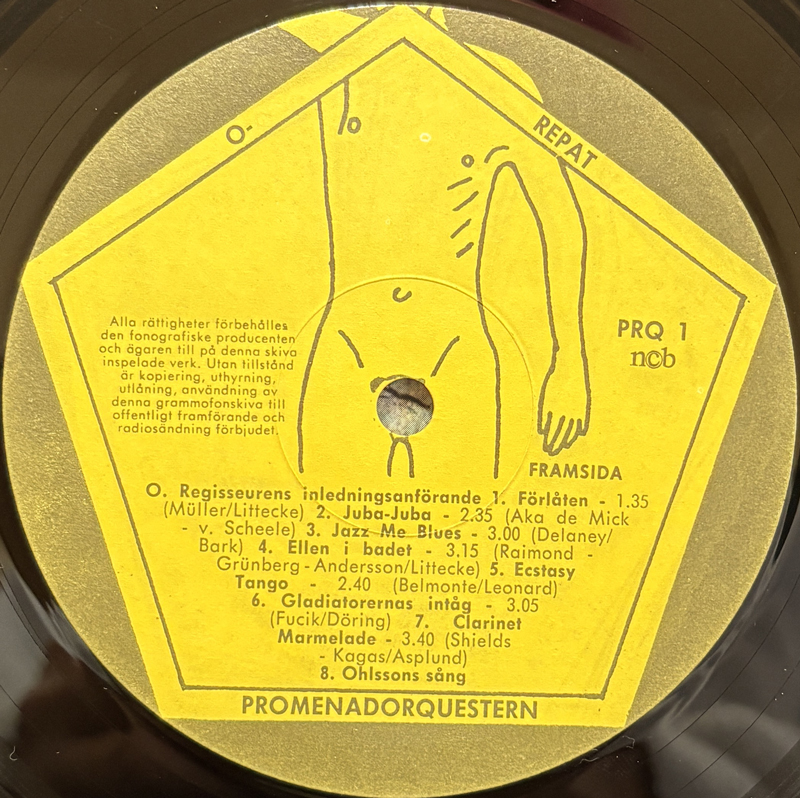 O-
REPAT
Alla rättigheter förbehålles
den fonografiske producenten
och ägaren till på denna skiva
inspelade verk. Utan tillstånd
är kopiering, uthyrning,
utlåning, användning av
denna grammofonskiva till
offentligt framförande och
radiosändning förbjudet.
PRQ 1
n©b
FRAMSIDA
O. Regisseurens inledningsanförande 1. Förlåten - 1.35
(Müller/Littecke) 2. Juba-Juba - 2.35 (Aka de Mick
- v. Scheele) 3. Jazz Me Blues - 3.00 (Delaney/
Bark) 4. Ellen i badet - 3.15 (Raimond -
Grünberg-Andersson/Littecke) 5. Ecstasy
Tango - 2.40 (Belmonte/Leonard)
6. Gladiatorernas intåg - 3.05
(Fucik/Döring) 7. Clarinet
Marmelade - 3.40 (Shields
- Kagas/Asplund)
8. Ohlssons sång
PROMENADORQUESTERN